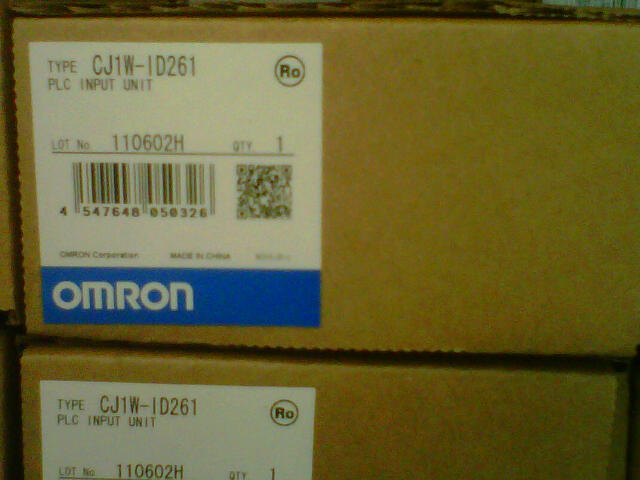 TYPE CJ1W-ID261
Ro
PLC INPUT UNIT
LOT No. 110602H QTY. 1
4 547648 050326
OMRON Corporation MADE IN CHINA
OMRON
TYPE CJ1W-ID261
Ro
PLC INPUT UNIT
LOT No. 110602H QTY. 1